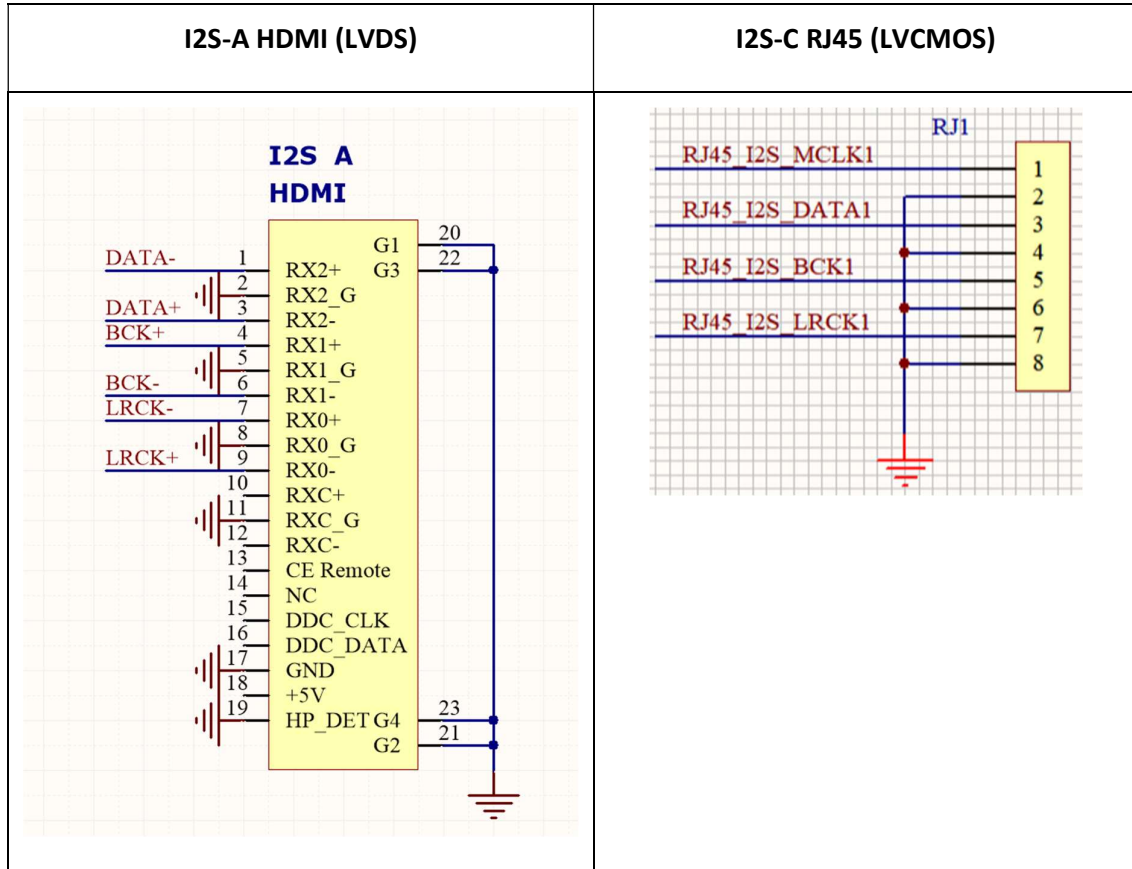 I2S-A HDMI (LVDS)
I2S-C RJ45 (LVCMOS)
I2S A
HDMI
20
G1
22
G3
DATA- 1 RX2+
2 RX2_G
DATA+ 3 RX2-
BCK+ 4 RX1+
5 RX1_G
BCK- 6 RX1-
LRCK- 7 RX0+
8 RX0_G
LRCK+ 9 RX0-
10 RXC+
11 RXC_G
12 RXC-
13 CE Remote
14 NC
15 DDC_CLK
16 DDC_DATA
17 GND
18 +5V
19 HP_DET G4 23
G2 21
RJ1
RJ45_I2S_MCLK1 1
2
RJ45_I2S_DATA1 3
4
RJ45_I2S_BCK1 5
6
RJ45_I2S_LRCK1 7
8